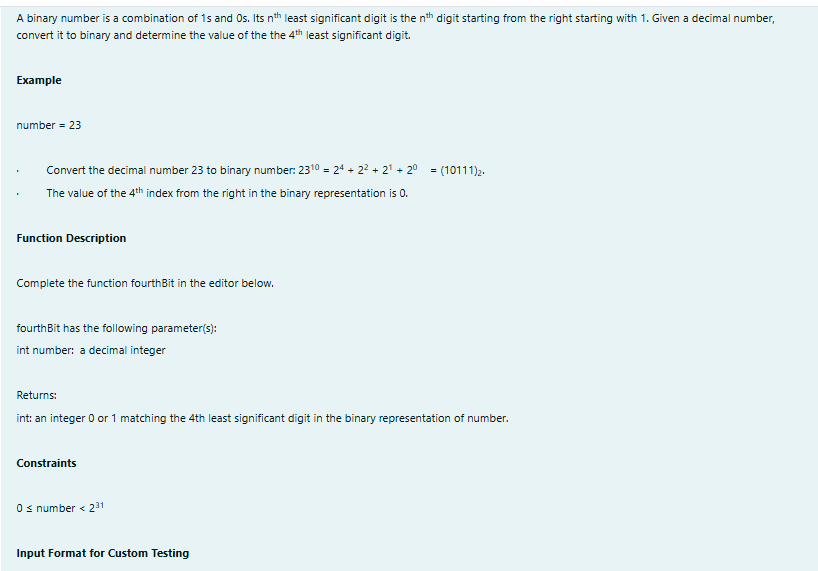 A binary number is a combination of 1s and 0s. Its nth least significant digit is the nth digit starting from the right starting with 1. Given a decimal number,
convert it to binary and determine the value of the the 4th least significant digit.
Example
number = 23
· Convert the decimal number 23 to binary number: 23¹⁰ = 2⁴ + 2² + 2¹ + 2⁰ = (10111)₂.
· The value of the 4th index from the right in the binary representation is 0.
Function Description
Complete the function fourthBit in the editor below.
fourthBit has the following parameter(s):
int number: a decimal integer
Returns:
int: an integer 0 or 1 matching the 4th least significant digit in the binary representation of number.
Constraints
0 ≤ number < 2³¹
Input Format for Custom Testing